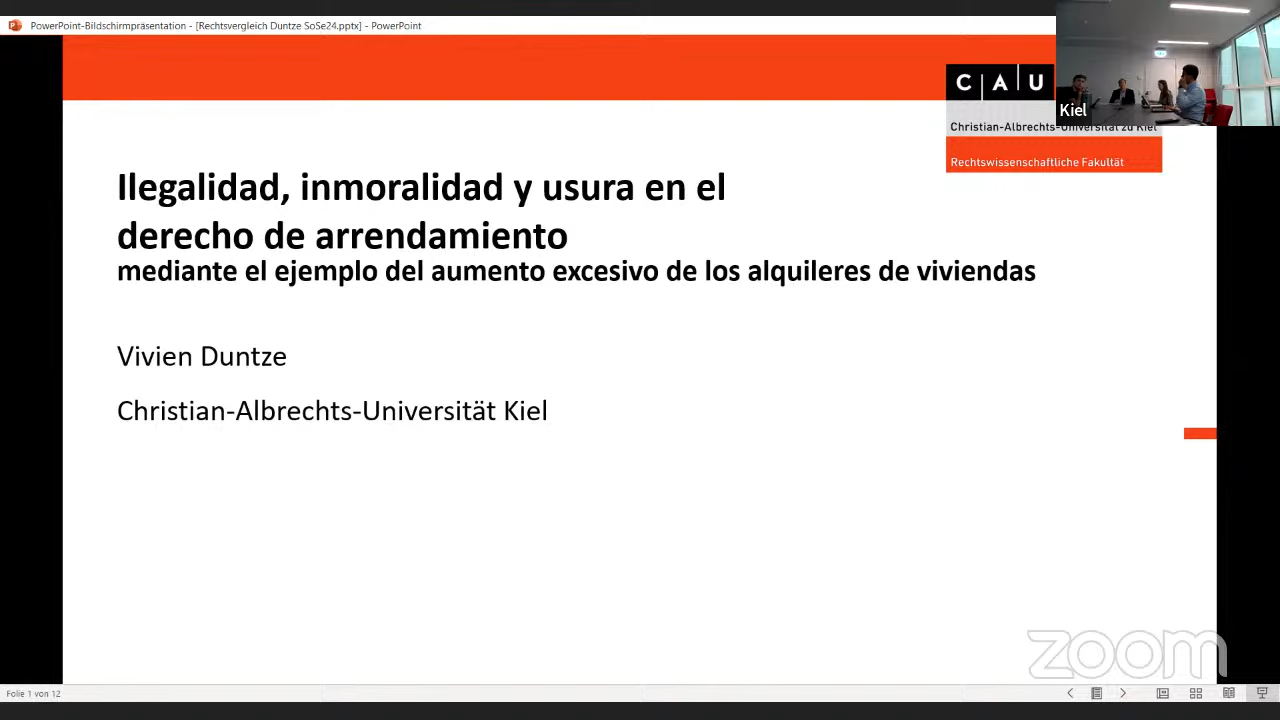 PowerPoint-Bildschirmpräsentation - [Rechtsvergleich Duntze SoSe24.pptx] - PowerPoint
CAU
Kiel
Christian-Albrechts-Universität zu Kiel
Rechtswissenschaftliche Fakultät
Ilegalidad, inmoralidad y usura en el
derecho de arrendamiento
mediante el ejemplo del aumento excesivo de los alquileres de viviendas
Vivien Duntze
Christian-Albrechts-Universität Kiel
zoom
Folie 1 von 12